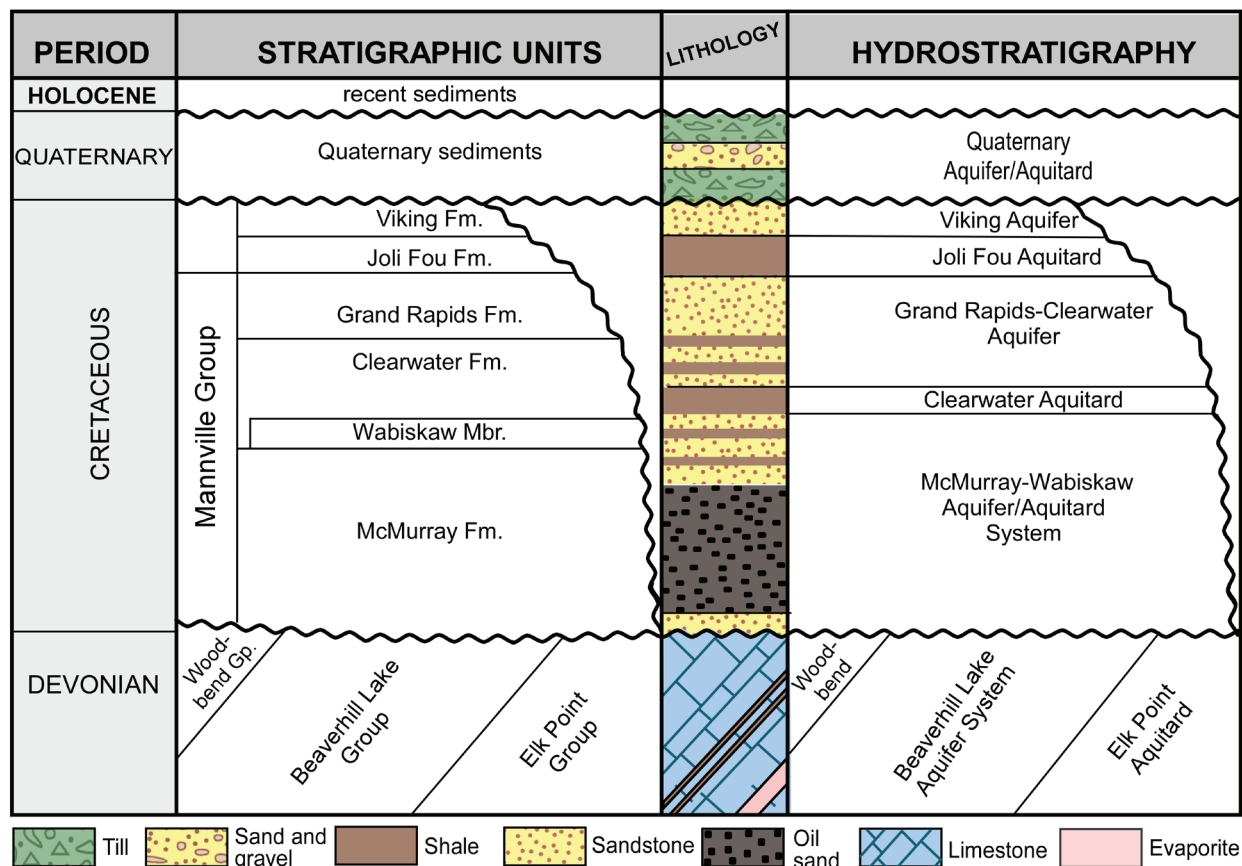 PERIOD
STRATIGRAPHIC UNITS
LITHOLOGY
HYDROSTRATIGRAPHY
HOLOCENE
recent sediments
QUATERNARY
Quaternary sediments
Quaternary
Aquifer/Aquitard
CRETACEOUS
Mannville Group
Viking Fm.
Joli Fou Fm.
Grand Rapids Fm.
Clearwater Fm.
Wabiskaw Mbr.
McMurray Fm.
Viking Aquifer
Joli Fou Aquitard
Grand Rapids-Clearwater
Aquifer
Clearwater Aquitard
McMurray-Wabiskaw
Aquifer/Aquitard
System
DEVONIAN
Wood-
bend Gp.
Beaverhill Lake
Group
Elk Point
Group
Wood-
bend
Beaverhill Lake
Aquifer System
Elk Point
Aquitard
Till
Sand and
gravel
Shale
Sandstone
Oil
sand
Limestone
Evaporite